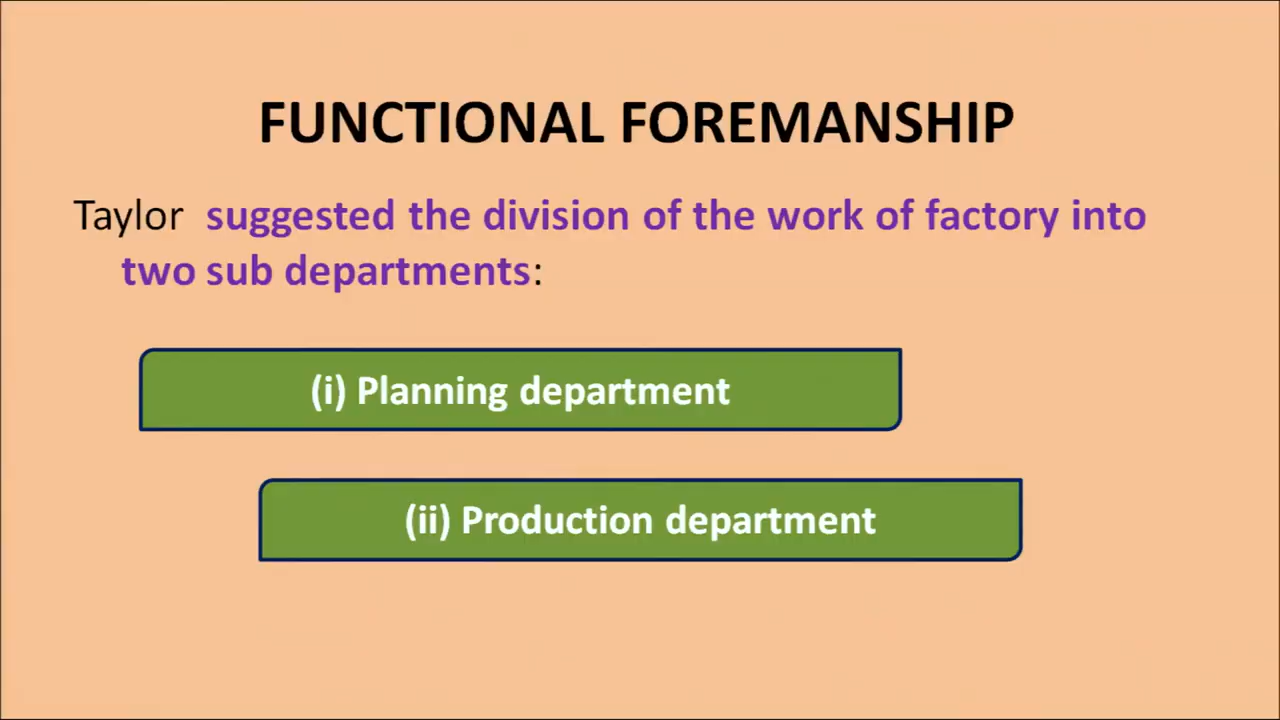 FUNCTIONAL FOREMANSHIP
Taylor suggested the division of the work of factory into
two sub departments:
(i) Planning department
(ii) Production department